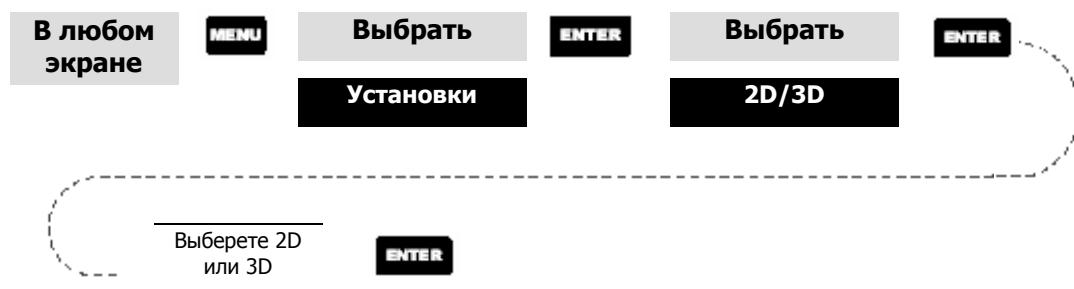 В любом
экране
MENU
Выбрать
Установки
ENTER
Выбрать
2D/3D
ENTER
Выберете 2D
или 3D
ENTER